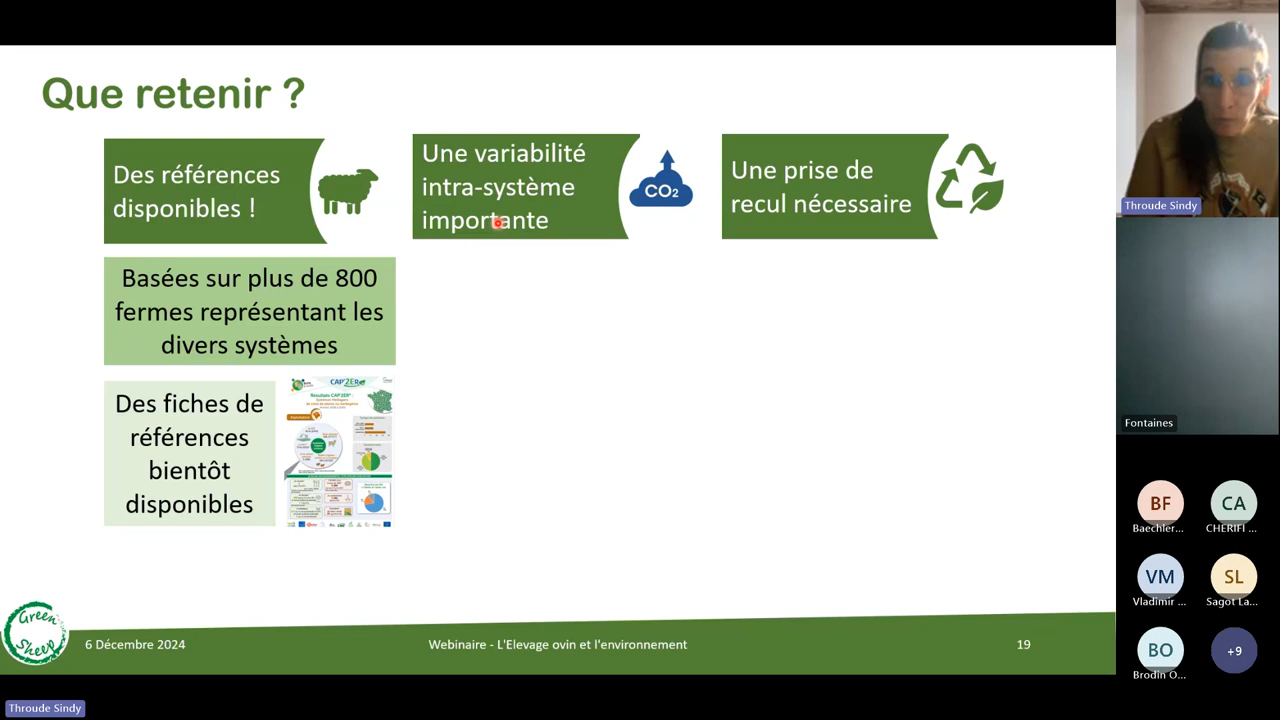 Que retenir ?
Des références
disponibles !
Une variabilité
intra-système
importante
CO₂
Une prise de
recul nécessaire
Basées sur plus de 800
fermes représentant les
divers systèmes
Des fiches de
références
bientôt
disponibles
CAP'2ER
Résultats CAP'2ER® :
Green
Sheep
6 Décembre 2024
Webinaire - L'Elevage ovin et l'environnement
19
Throude Sindy
Fontaines
BF
CA
Baechler...
CHERIFI ...
VM
SL
Vladimir ...
Sagot La...
BO
+9
Brodin O...
Throude Sindy